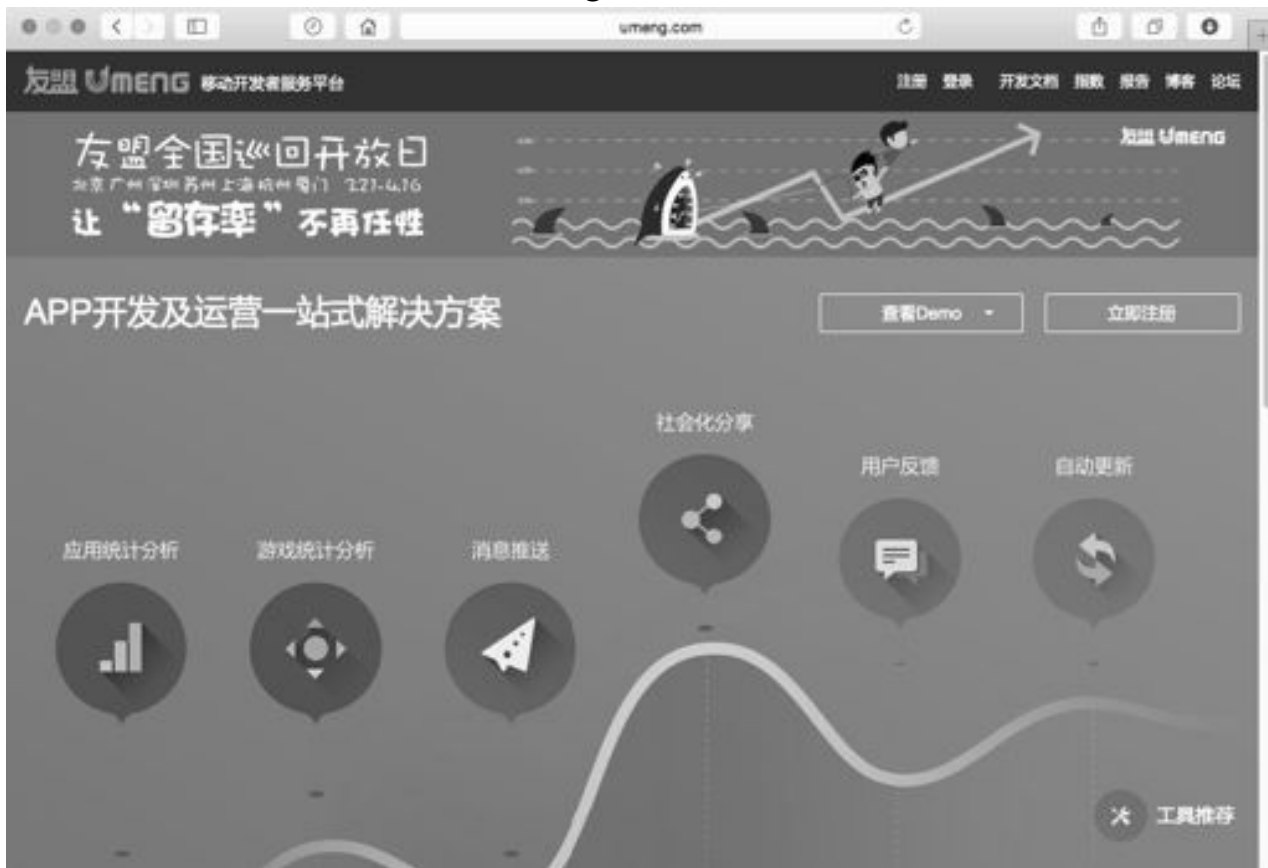 umeng.com
友盟 Umeng 移动开发者服务平台
注册 登录 开发文档 指数 报告 博客 论坛
友盟全国巡回开放日
北京 广州 深圳 苏州 上海 杭州 厦门 3.27-4.16
让“留存率”不再任性
友盟 Umeng
APP开发及运营一站式解决方案
查看Demo
立即注册
社会化分享
用户反馈
自动更新
应用统计分析
游戏统计分析
消息推送
工具推荐